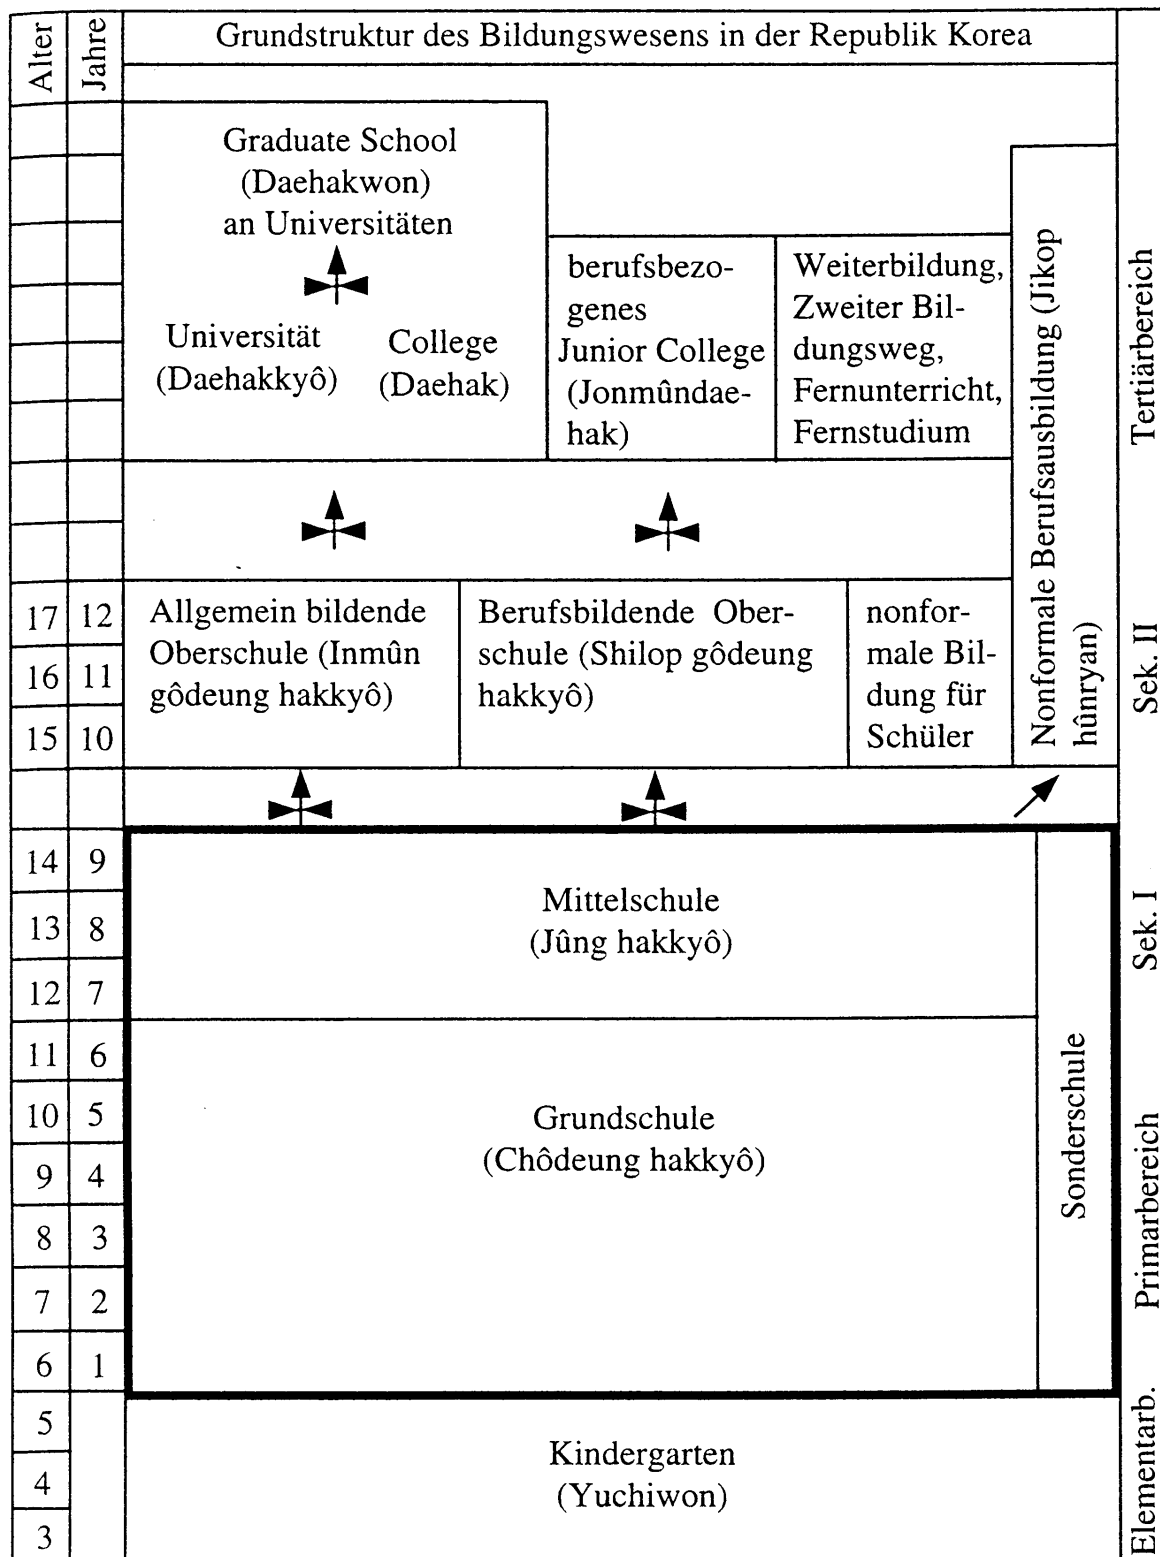 Alter
Jahre
Grundstruktur des Bildungswesens in der Republik Korea
Graduate School
(Daehakwon)
an Universitäten
Universität
(Daehakkyô)
College
(Daehak)
berufsbezo-
genes
Junior College
(Jonmûndae-
hak)
Weiterbildung,
Zweiter Bil-
dungsweg,
Fernunterricht,
Fernstudium
Nonformale Berufsausbildung (Jikop
hûnryan)
Tertiärbereich
17 12
16 11
15 10
Allgemein bildende
Oberschule (Inmûn
gôdeung hakkyô)
Berufsbildende Ober-
schule (Shilop gôdeung
hakkyô)
nonfor-
male Bil-
dung für
Schüler
Sek. II
14 9
13 8
12 7
Mittelschule
(Jûng hakkyô)
Sek. I
11 6
10 5
9 4
8 3
7 2
6 1
Grundschule
(Chôdeung hakkyô)
Sonderschule
Primarbereich
5
4
3
Kindergarten
(Yuchiwon)
Elementarb.